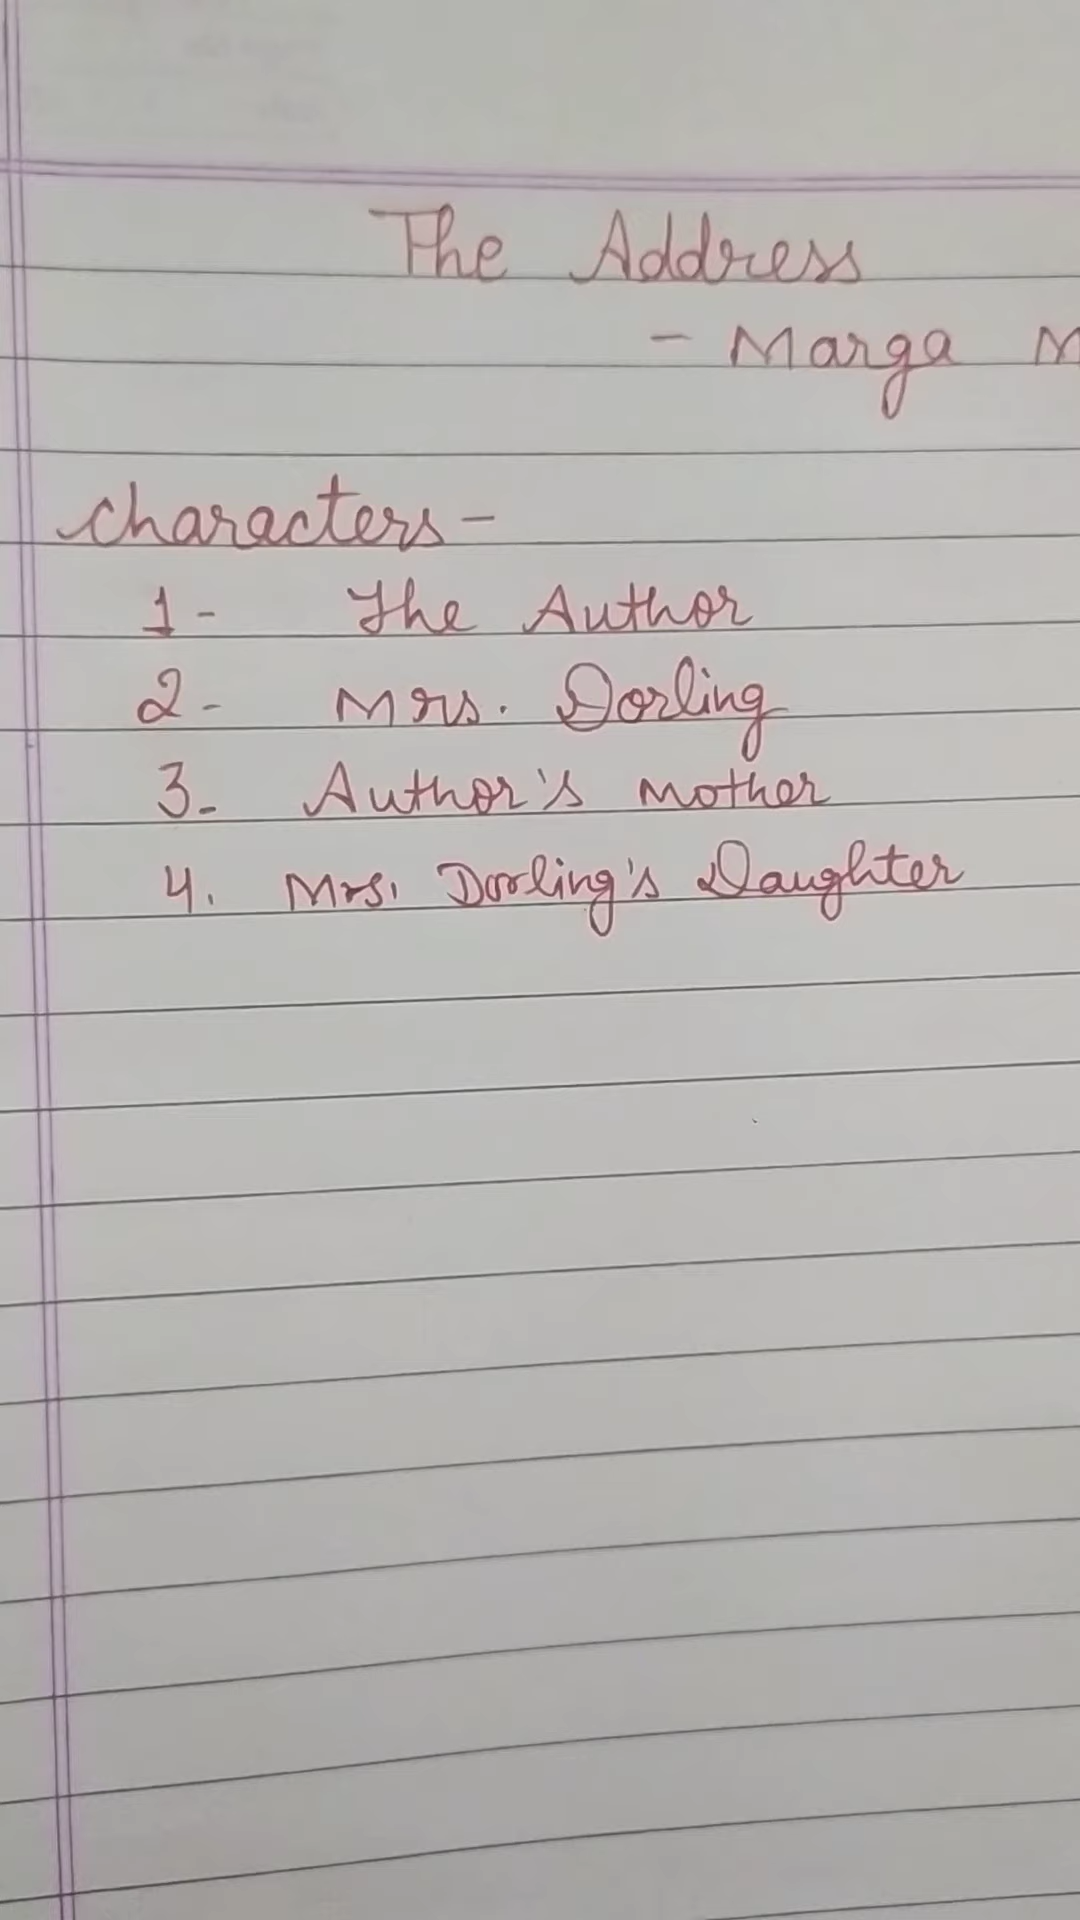 The Address
- Marga M
Characters -
1- The Author
2- Mrs. Dorling
3- Author's Mother
4. Mrs. Dorling's Daughter